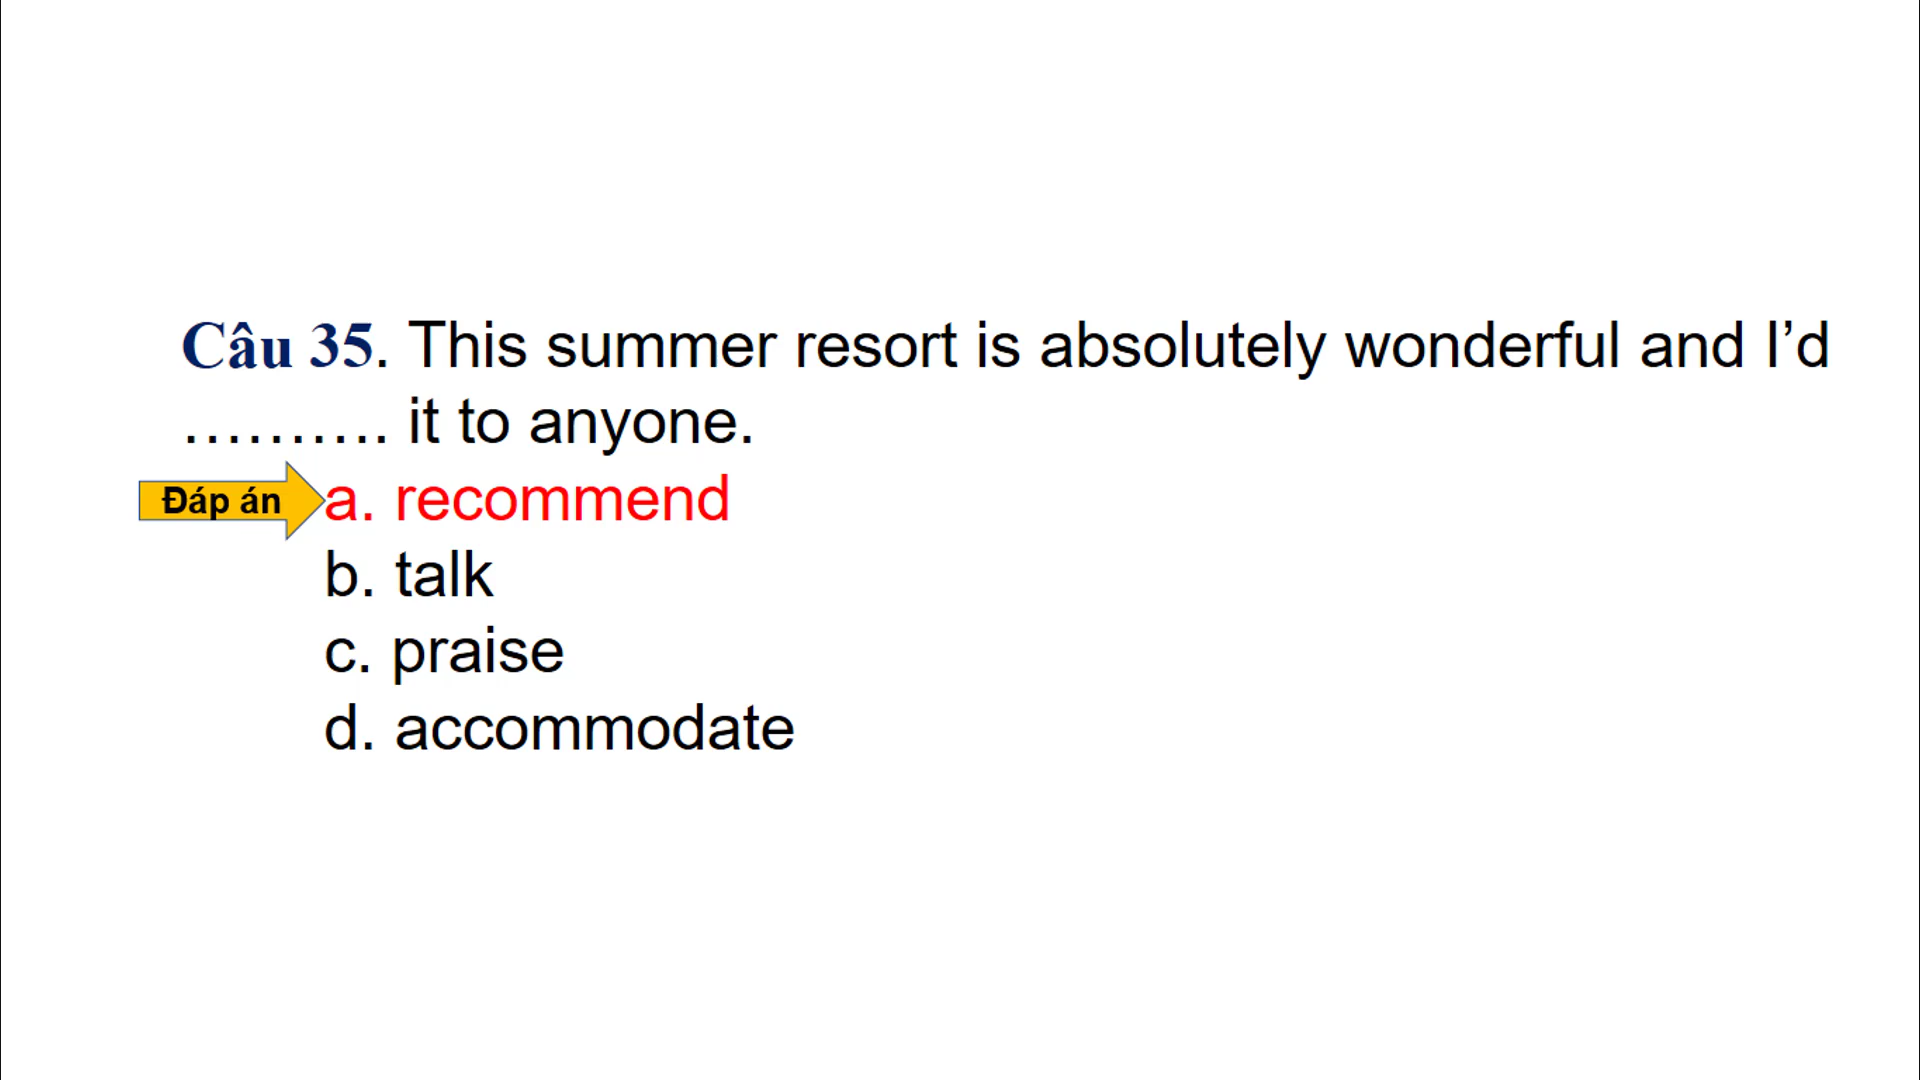 Câu 35. This summer resort is absolutely wonderful and I’d
………. it to anyone.
Đáp án a. recommend
b. talk
c. praise
d. accommodate